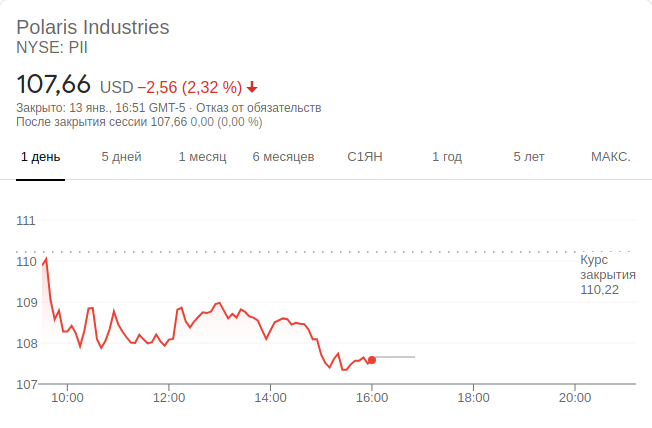 Polaris Industries
NYSE: PII
107,66 USD −2,56 (2,32 %)
Закрыто: 13 янв., 16:51 GMT-5 · Отказ от обязательств
После закрытия сессии 107,66 0,00 (0,00 %)
1 день 5 дней 1 месяц 6 месяцев С1ЯН 1 год 5 лет МАКС.
111
110
109
108
107
Курс
закрытия
110,22
10:00 12:00 14:00 16:00 18:00 20:00